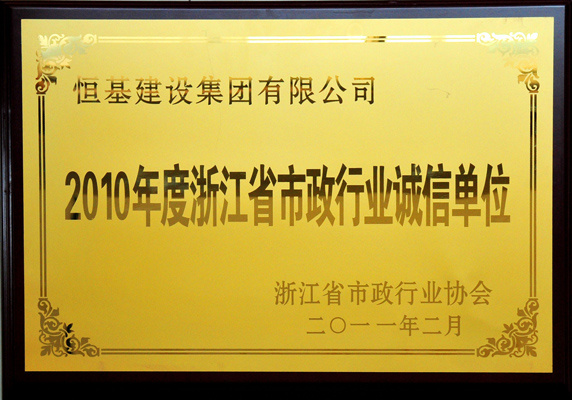 恒基建设集团有限公司
2010年度浙江省市政行业诚信单位
浙江省市政行业协会
二〇一一年二月